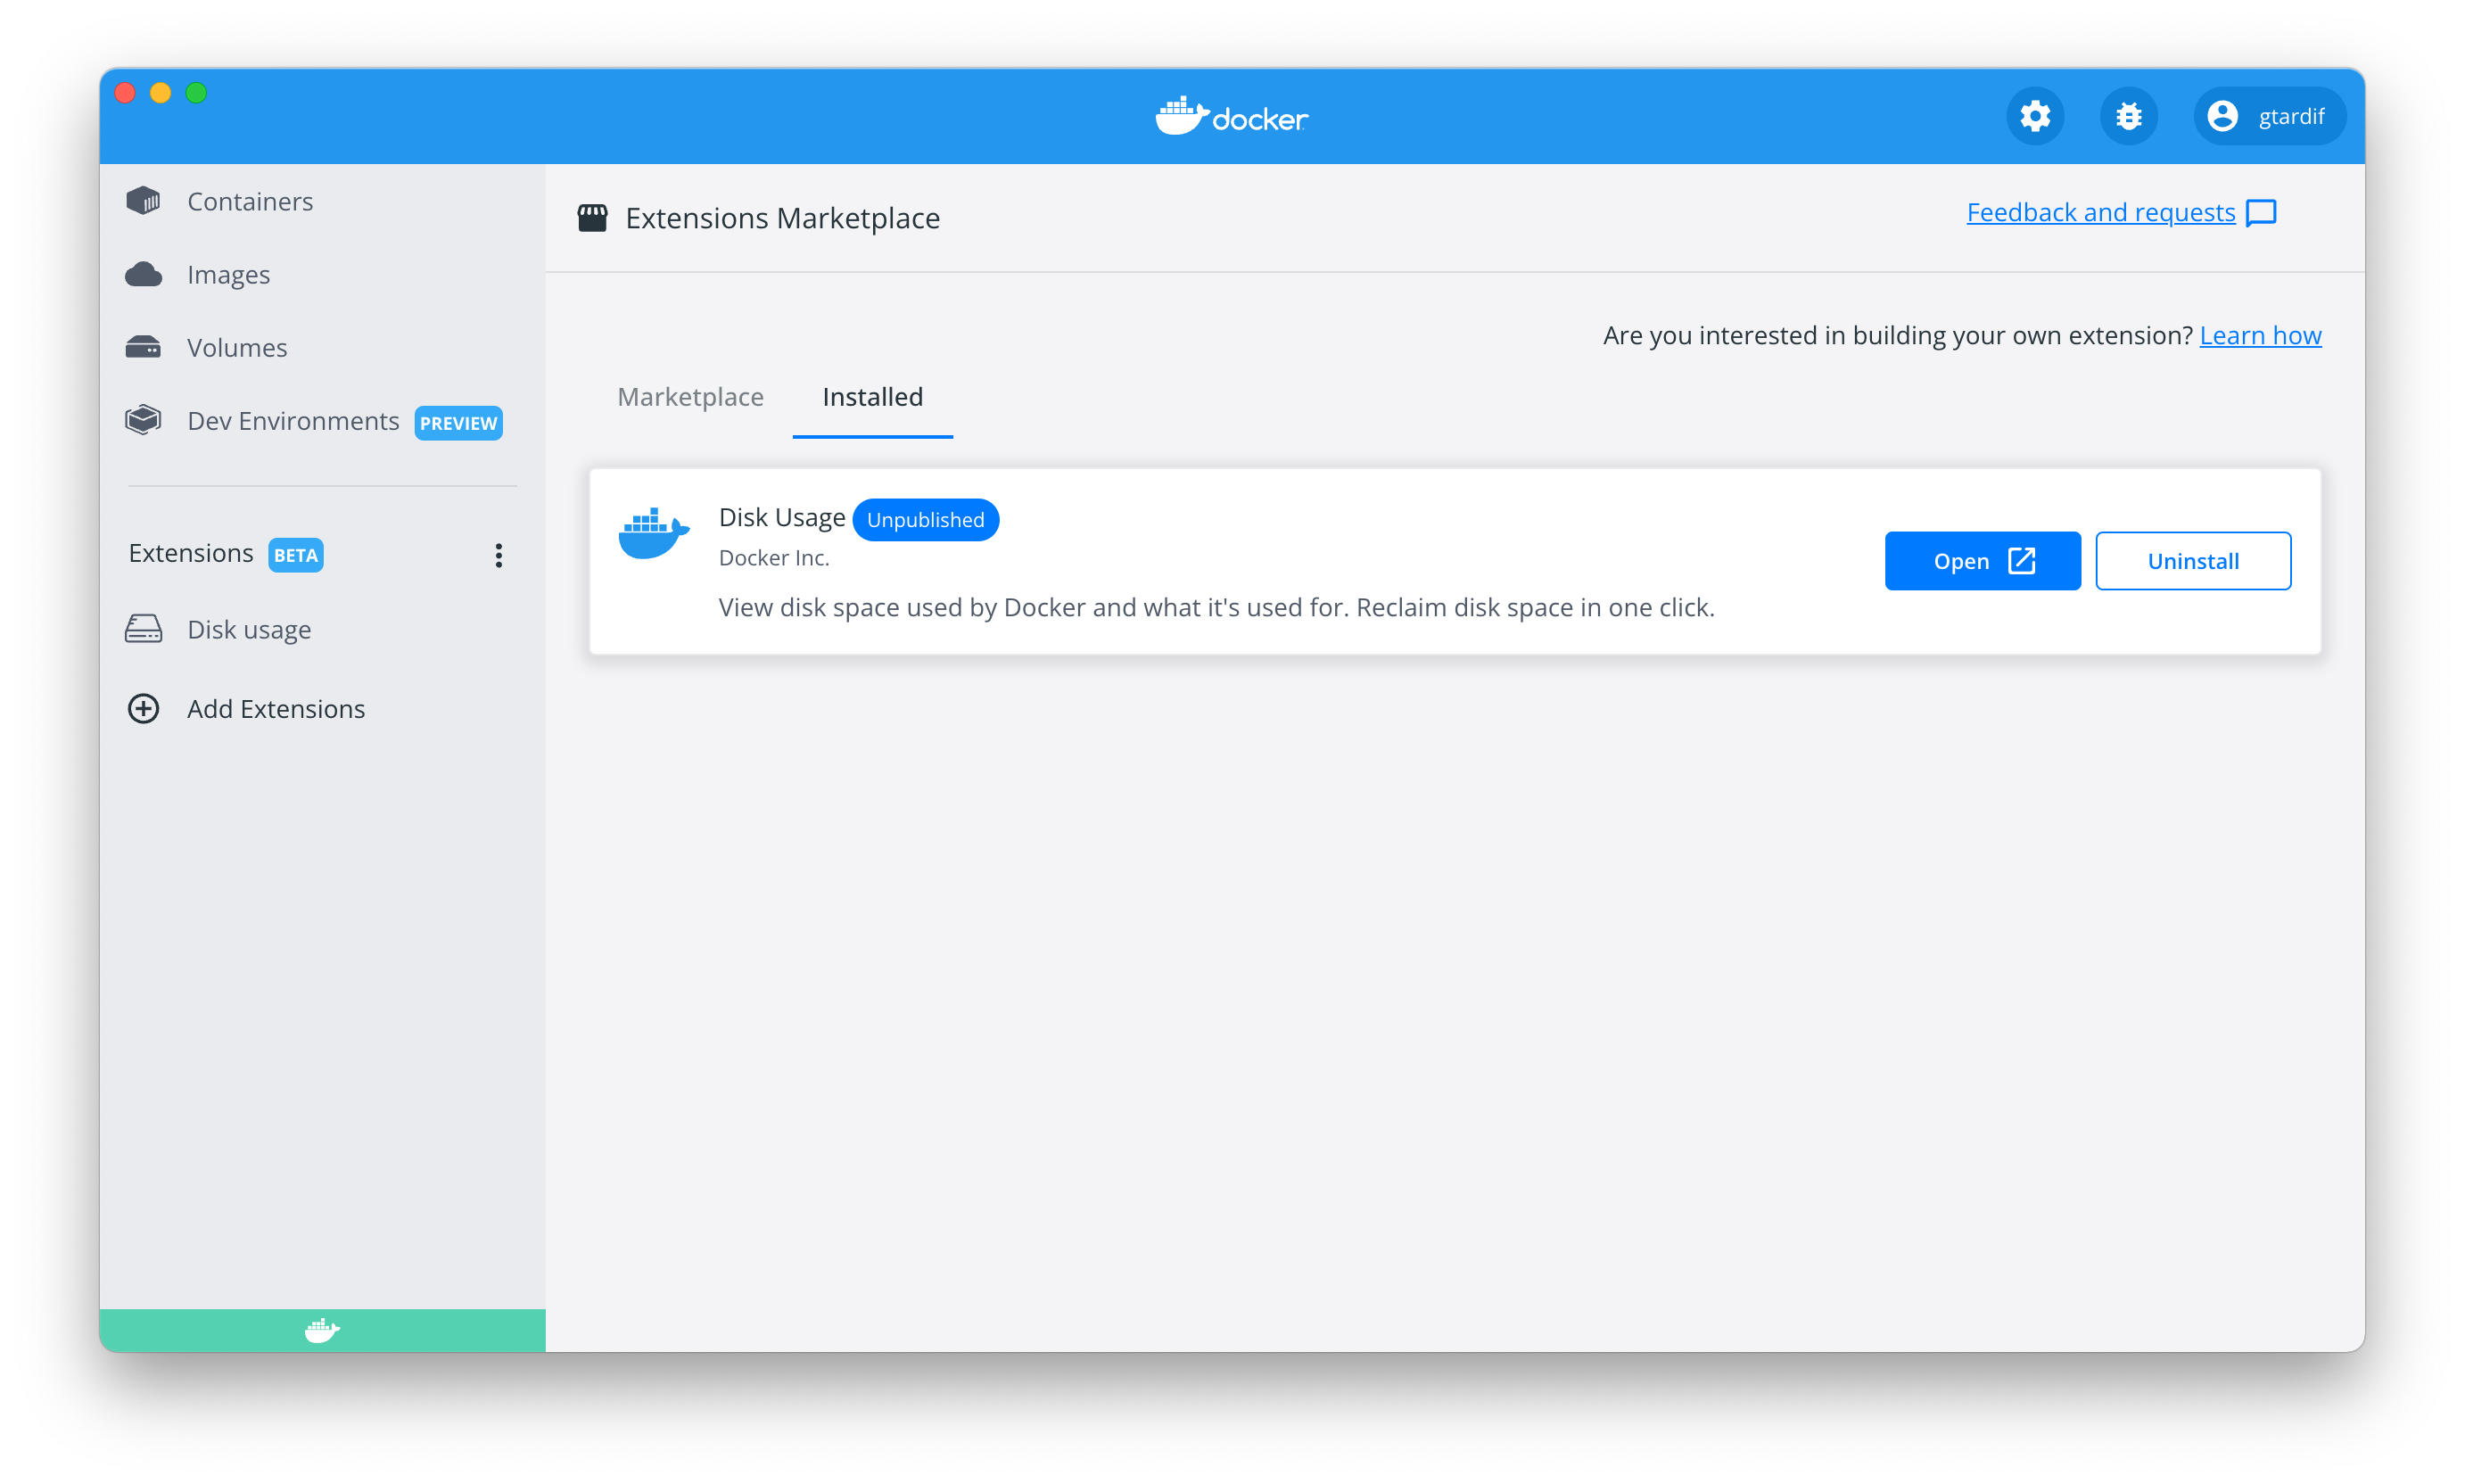 docker
gtardif
Containers
Images
Volumes
Dev Environments PREVIEW
Extensions BETA
Disk usage
Add Extensions
Extensions Marketplace
Feedback and requests
Are you interested in building your own extension? Learn how
Marketplace Installed
Disk Usage Unpublished
Docker Inc.
View disk space used by Docker and what it's used for. Reclaim disk space in one click.
Open Uninstall